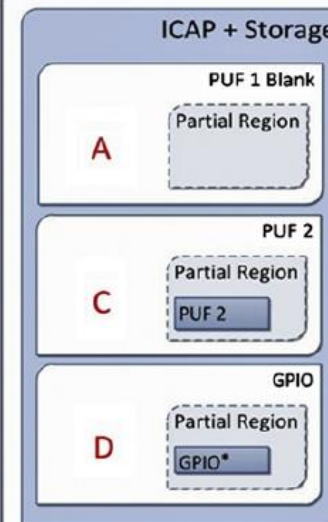 ICAP + Storage
PUF 1 Blank
Partial Region
A
PUF 2
Partial Region
C
PUF 2
GPIO
Partial Region
D
GPIO*